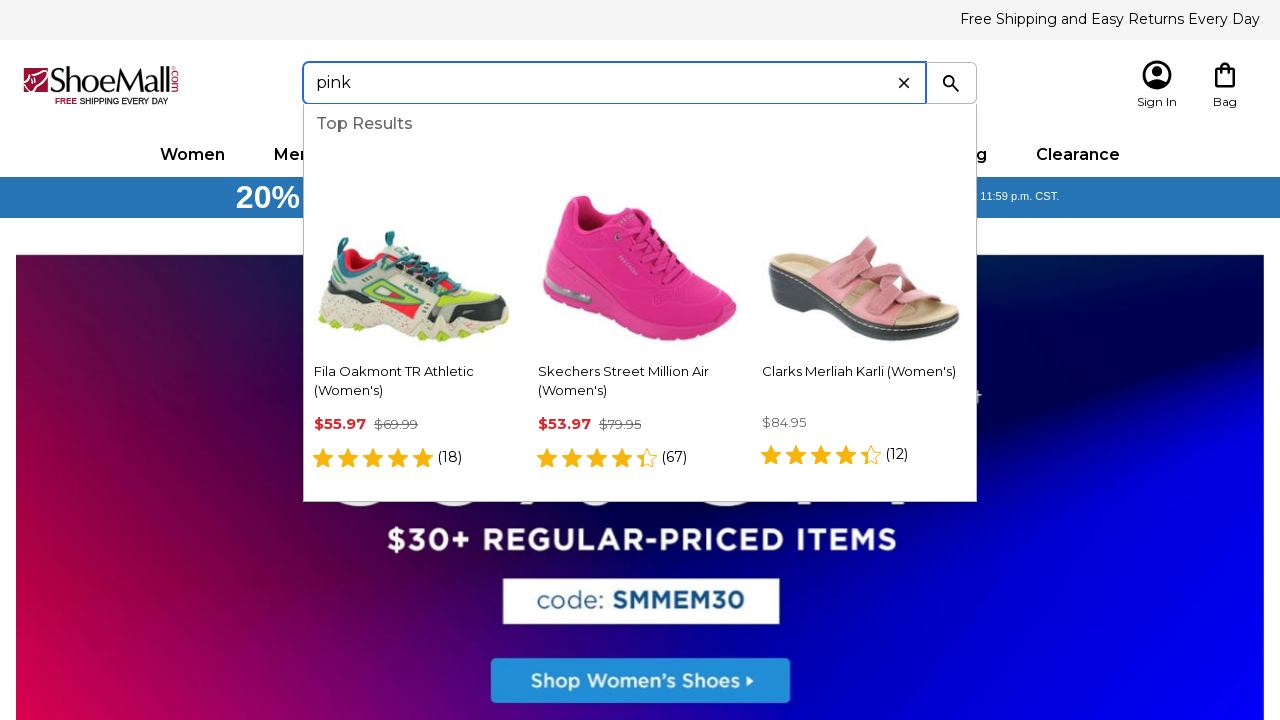 Free Shipping and Easy Returns Every Day
ShoeMall.com
FREE SHIPPING EVERY DAY
pink
Sign In
Bag
Top Results
Women
Clearance
20%
11:59 p.m. CST.
Fila Oakmont TR Athletic
(Women's)
$55.97 $69.99
(18)
Skechers Street Million Air
(Women's)
$53.97 $79.95
(67)
Clarks Merliah Karli (Women's)
$84.95
(12)
$30+ REGULAR-PRICED ITEMS
code: SMMEM30
Shop Women's Shoes